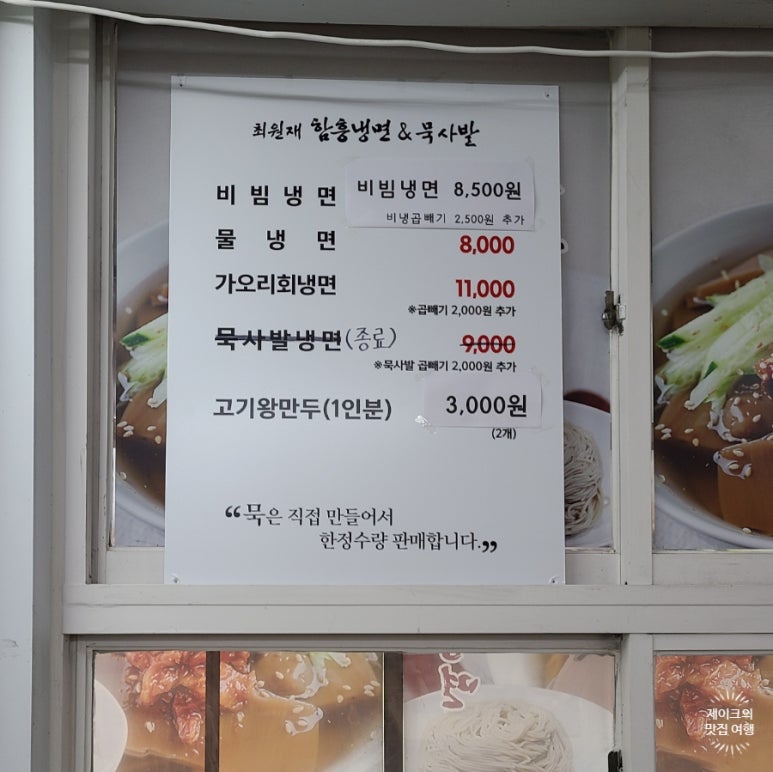 최원재 함흥냉면 & 묵사발
비빔냉면 비빔냉면 8,500원
비냉곱빼기 2,500원 추가
물냉면 8,000
가오리회냉면 11,000
※곱빼기 2,000원 추가
묵사발냉면(종료) 9,000
※묵사발 곱빼기 2,000원 추가
고기왕만두(1인분) 3,000원
(2개)
“묵은 직접 만들어서
한정수량 판매합니다.„
제이크의
맛집 여행